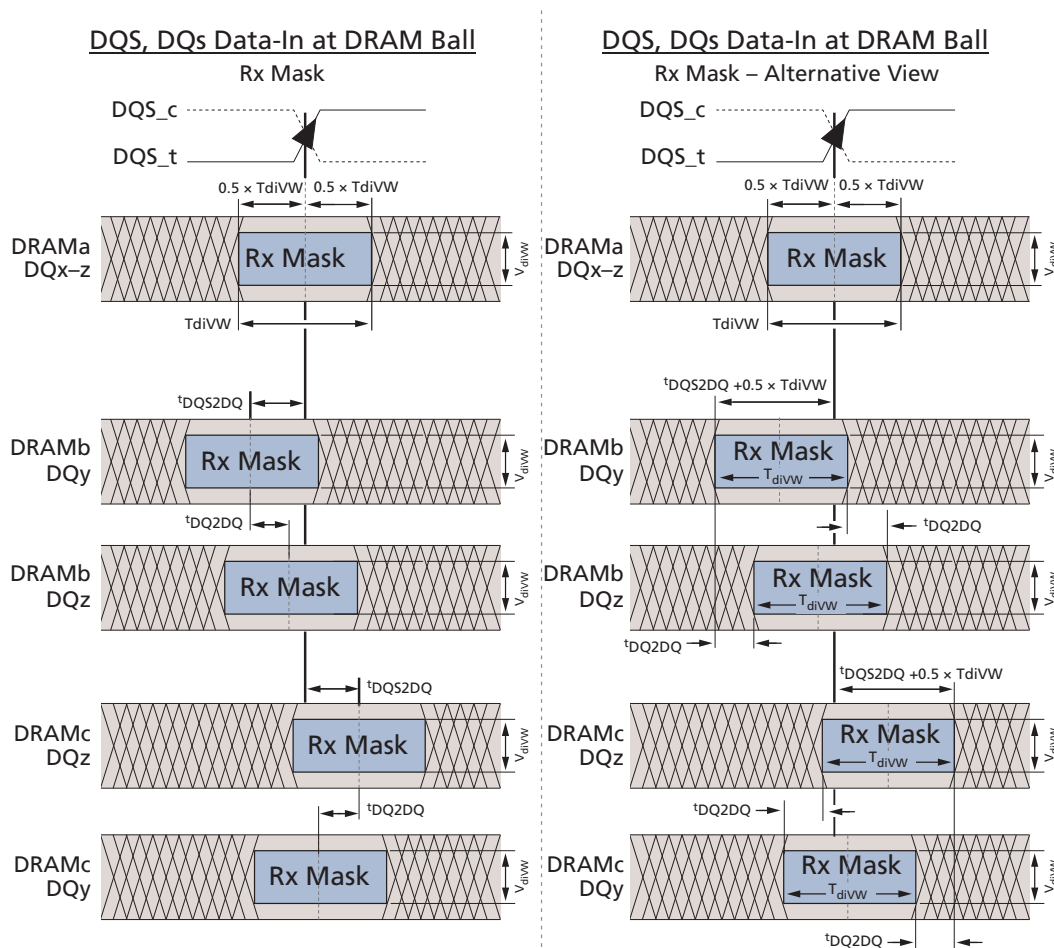 DQS, DQs Data-In at DRAM Ball
Rx Mask
DQS_c
DQS_t
0.5 × TdiVW 0.5 × TdiVW
DRAMa
DQx–z
Rx Mask
VdiVW
TdiVW
tDQS2DQ
DRAMb
DQy
Rx Mask
VdiVW
tDQ2DQ
DRAMb
DQz
Rx Mask
VdiVW
tDQS2DQ
DRAMc
DQz
Rx Mask
VdiVW
tDQ2DQ
DRAMc
DQy
Rx Mask
VdiVW
DQS, DQs Data-In at DRAM Ball
Rx Mask – Alternative View
DQS_c
DQS_t
0.5 × TdiVW 0.5 × TdiVW
DRAMa
DQx–z
Rx Mask
VdiVW
TdiVW
tDQS2DQ +0.5 × TdiVW
DRAMb
DQy
Rx Mask
TdiVW
VdiVW
tDQ2DQ
DRAMb
DQz
Rx Mask
TdiVW
VdiVW
tDQ2DQ
tDQS2DQ +0.5 × TdiVW
DRAMc
DQz
Rx Mask
TdiVW
VdiVW
tDQ2DQ
DRAMc
DQy
Rx Mask
TdiVW
VdiVW
tDQ2DQ